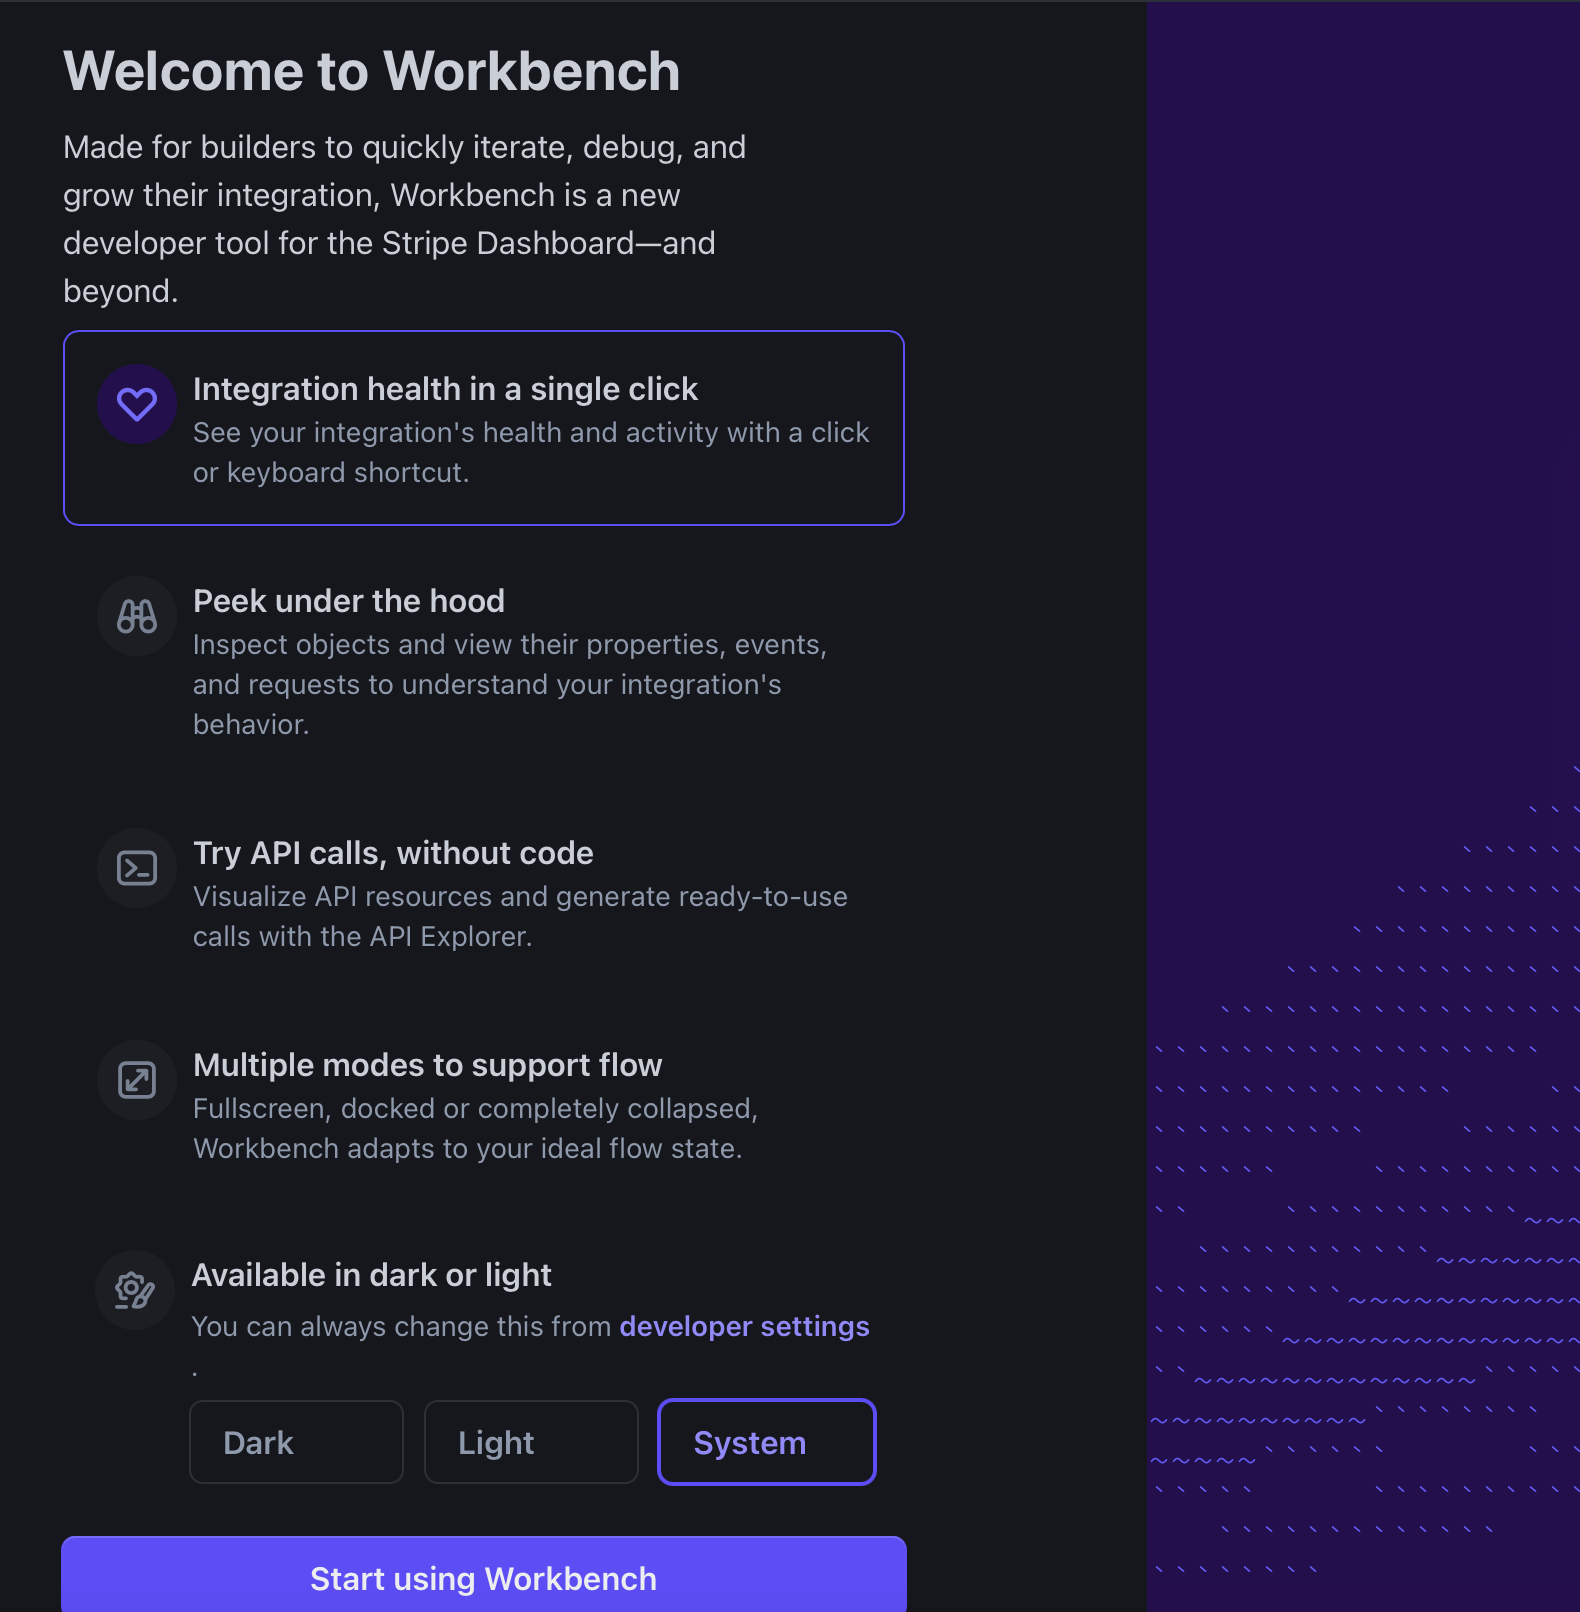 Welcome to Workbench
Made for builders to quickly iterate, debug, and
grow their integration, Workbench is a new
developer tool for the Stripe Dashboard—and
beyond.
Integration health in a single click
See your integration's health and activity with a click
or keyboard shortcut.
Peek under the hood
Inspect objects and view their properties, events,
and requests to understand your integration's
behavior.
Try API calls, without code
Visualize API resources and generate ready-to-use
calls with the API Explorer.
Multiple modes to support flow
Fullscreen, docked or completely collapsed,
Workbench adapts to your ideal flow state.
Available in dark or light
You can always change this from developer settings
.
Dark Light System
Start using Workbench